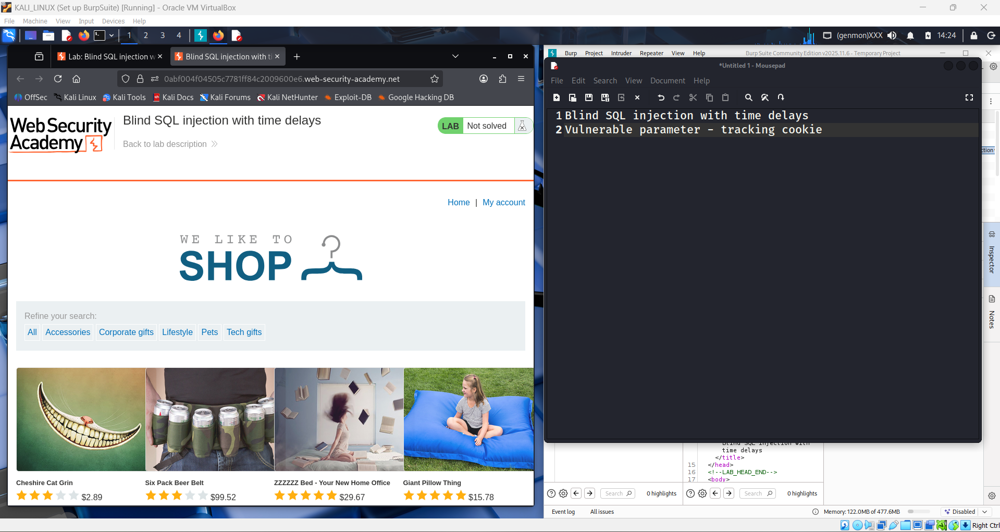 KALI_LINUX (Set up BurpSuite) [Running] - Oracle VM VirtualBox
File Machine View Input Devices Help
1 2 3 4 (genmon)XXX 14:24
Lab: Blind SQL injection w Blind SQL injection with ti
0abf004f04505c7781ff84c2009600e6.web-security-academy.net
OffSec Kali Linux Kali Tools Kali Docs Kali Forums Kali NetHunter Exploit-DB Google Hacking DB
WebSecurity
Academy
Blind SQL injection with time delays
Back to lab description
LAB Not solved
Home | My account
WE LIKE TO
SHOP
Refine your search:
All Accessories Corporate gifts Lifestyle Pets Tech gifts
Cheshire Cat Grin Six Pack Beer Belt ZZZZZZ Bed - Your New Home Office Giant Pillow Thing
$2.89 $99.52 $29.67 $15.78
Burp Project Intruder Repeater View Help Burp Suite Community Edition v2025.11.6 - Temporary Project
*Untitled 1 - Mousepad
File Edit Search View Document Help
1 Blind SQL injection with time delays
2 Vulnerable parameter - tracking cookie
ction
Inspector
Notes
Blind SQL injection with
time delays
</title>
15 </head>
16 <!--LAB_HEAD_END-->
17 <body>
Search 0 highlights Search 0 highlights
Event log All issues Memory: 122.0MB of 477.6MB Disabled
Right Ctrl